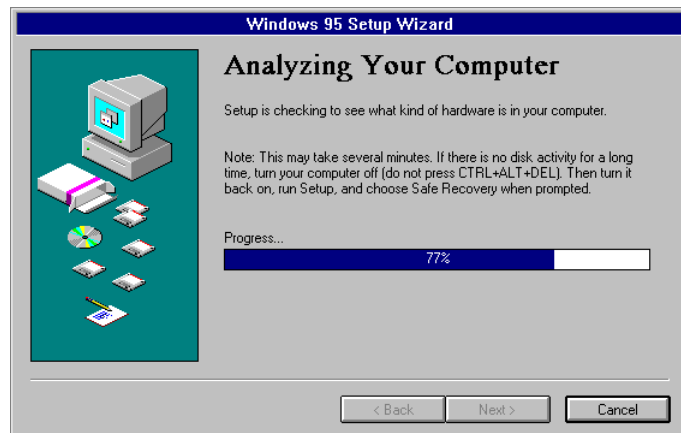 Windows 95 Setup Wizard
Analyzing Your Computer
Setup is checking to see what kind of hardware is in your computer.
Note: This may take several minutes. If there is no disk activity for a long
time, turn your computer off (do not press CTRL+ALT+DEL). Then turn it
back on, run Setup, and choose Safe Recovery when prompted.
Progress...
77%
< Back
Next >
Cancel